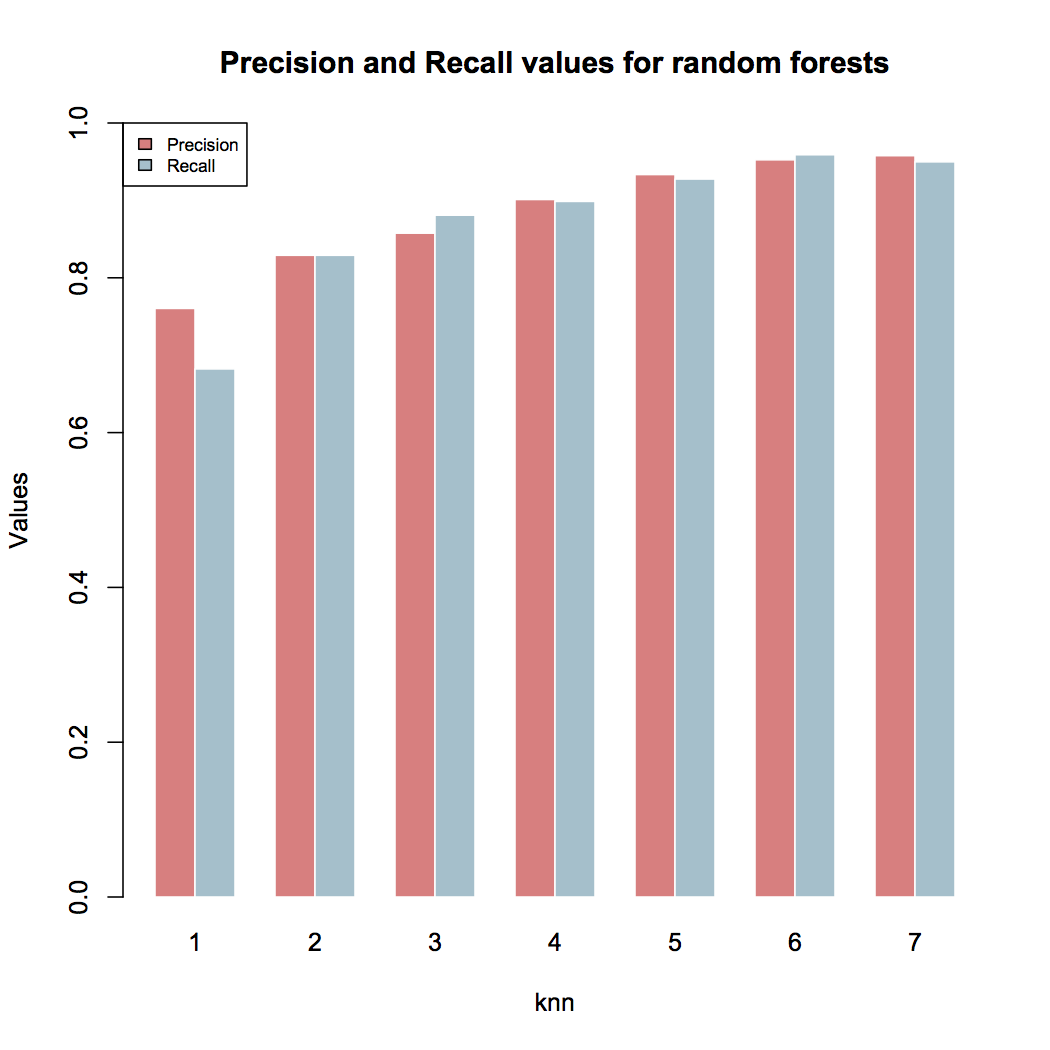 Precision and Recall values for random forests
1.0
0.8
0.6
0.4
0.2
0.0
Values
Precision
Recall
1 2 3 4 5 6 7
knn